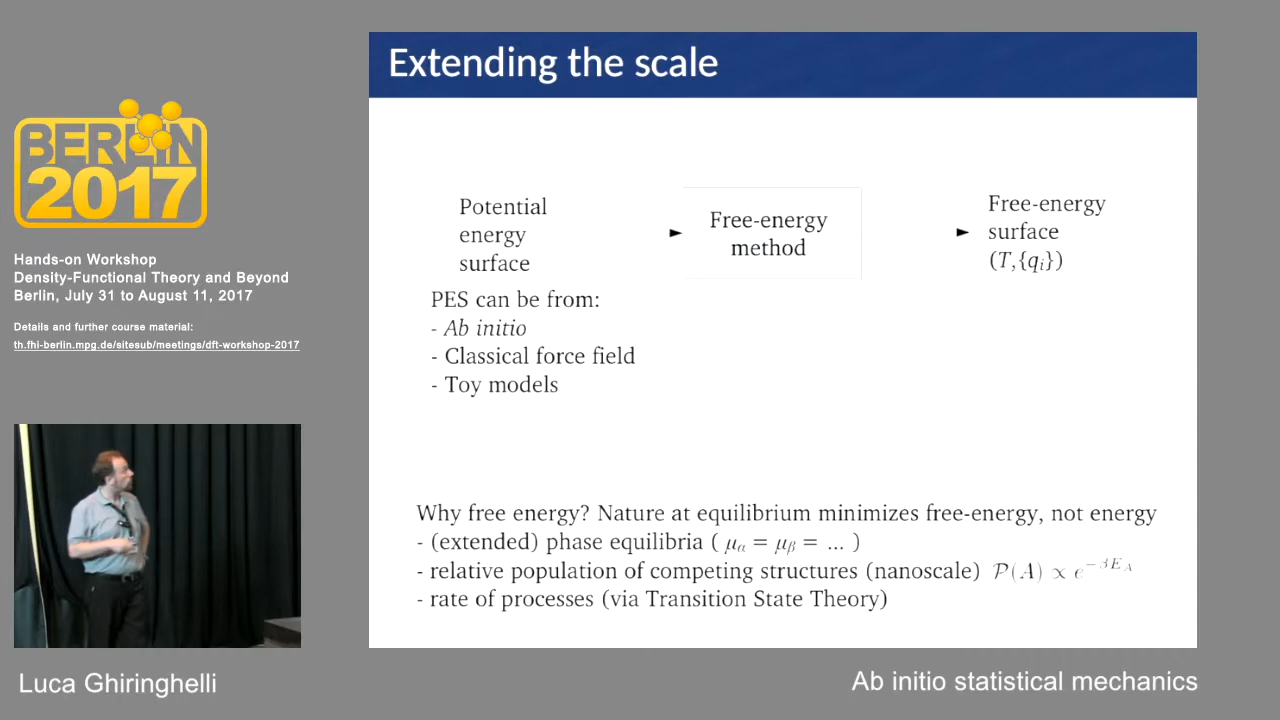 Extending the scale
BERLIN
2017
Hands-on Workshop
Density-Functional Theory and Beyond
Berlin, July 31 to August 11, 2017
Details and further course material:
th.fhi-berlin.mpg.de/sitesub/meetings/dft-workshop-2017
Potential
energy
surface
► Free-energy
method
► Free-energy
surface
(T,{qᵢ})
PES can be from:
- Ab initio
- Classical force field
- Toy models
Why free energy? Nature at equilibrium minimizes free-energy, not energy
- (extended) phase equilibria ( μ_α = μ_β = ... )
- relative population of competing structures (nanoscale) 𝒫(A) ∝ e^{-βE_A}
- rate of processes (via Transition State Theory)
Luca Ghiringhelli
Ab initio statistical mechanics